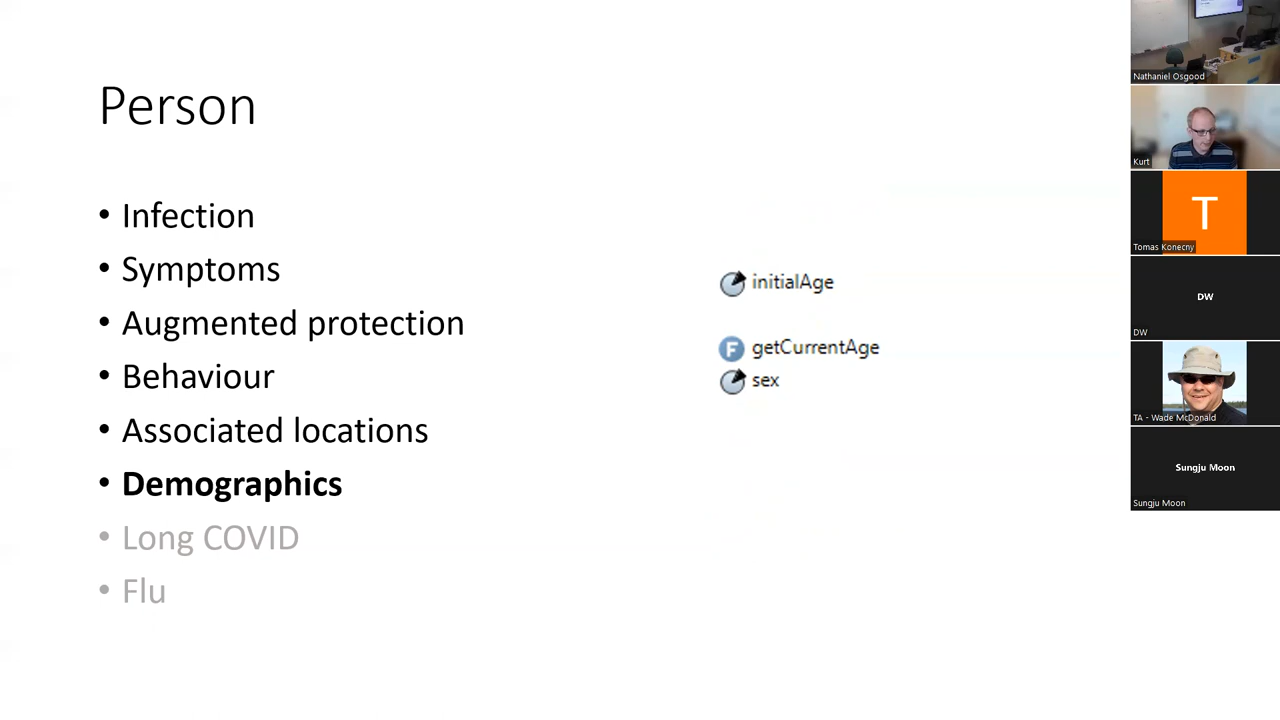 Person
• Infection
• Symptoms
• Augmented protection
• Behaviour
• Associated locations
• Demographics
• Long COVID
• Flu
initialAge
F getCurrentAge
sex
Nathaniel Osgood
Kurt
T
Tomas Konecny
DW
DW
TA - Wade McDonald
Sungju Moon
Sungju Moon